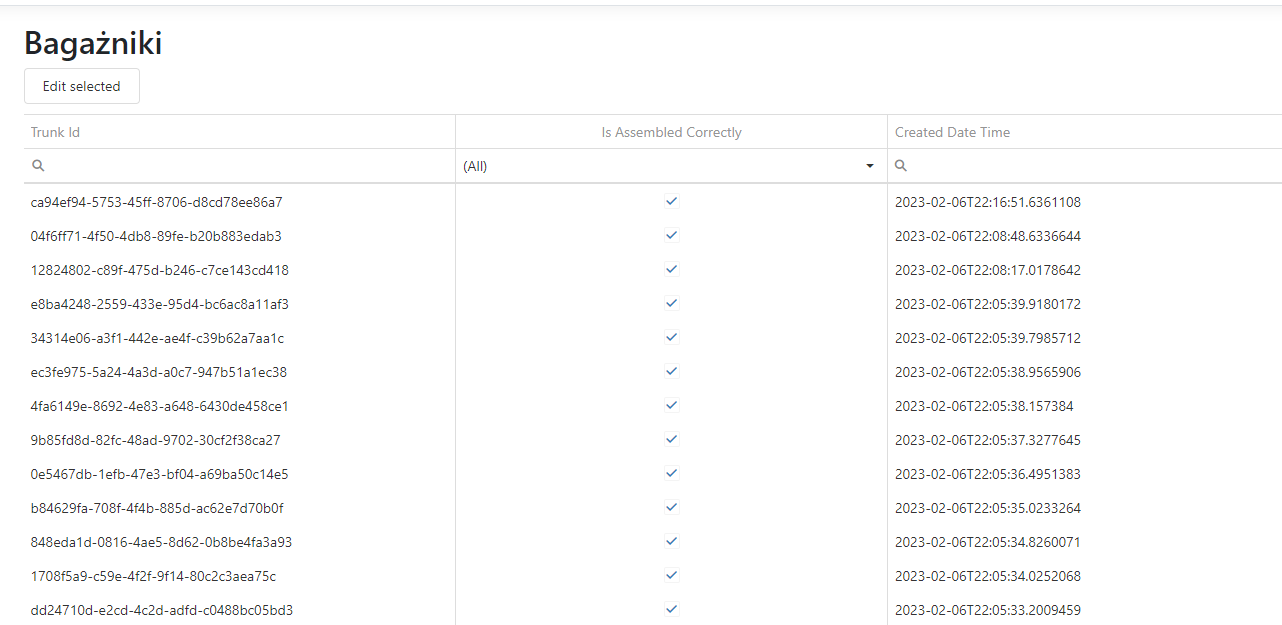 Bagażniki
Edit selected
Trunk Id Is Assembled Correctly Created Date Time
(All)
ca94ef94-5753-45ff-8706-d8cd78ee86a7 2023-02-06T22:16:51.6361108
04f6ff71-4f50-4db8-89fe-b20b883edab3 2023-02-06T22:08:48.6336644
12824802-c89f-475d-b246-c7ce143cd418 2023-02-06T22:08:17.0178642
e8ba4248-2559-433e-95d4-bc6ac8a11af3 2023-02-06T22:05:39.9180172
34314e06-a3f1-442e-ae4f-c39b62a7aa1c 2023-02-06T22:05:39.7985712
ec3fe975-5a24-4a3d-a0c7-947b51a1ec38 2023-02-06T22:05:38.9565906
4fa6149e-8692-4e83-a648-6430de458ce1 2023-02-06T22:05:38.157384
9b85fd8d-82fc-48ad-9702-30cf2f38ca27 2023-02-06T22:05:37.3277645
0e5467db-1efb-47e3-bf04-a69ba50c14e5 2023-02-06T22:05:36.4951383
b84629fa-708f-4f4b-885d-ac62e7d70b0f 2023-02-06T22:05:35.0233264
848eda1d-0816-4ae5-8d62-0b8be4fa3a93 2023-02-06T22:05:34.8260071
1708f5a9-c59e-4f2f-9f14-80c2c3aea75c 2023-02-06T22:05:34.0252068
dd24710d-e2cd-4c2d-adfd-c0488bc05bd3 2023-02-06T22:05:33.2009459